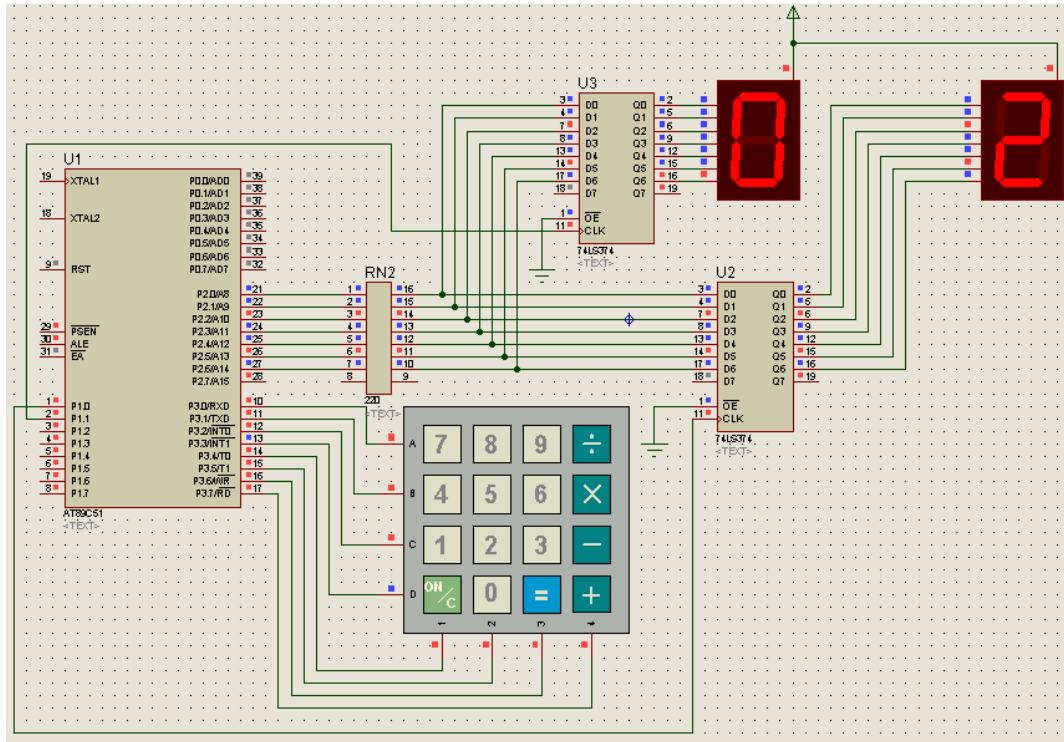 U3
3 D0 Q0 2
4 D1 Q1 5
7 D2 Q2 6
8 D3 Q3 9
13 D4 Q4 12
14 D5 Q5 15
17 D6 Q6 16
18 D7 Q7 19
1 OE
11 CLK
74LS374
<TEXT>
U1
19 XTAL1 P0.0/AD0 39
P0.1/AD1 38
P0.2/AD2 37
18 XTAL2 P0.3/AD3 36
P0.4/AD4 35
P0.5/AD5 34
P0.6/AD6 33
9 RST P0.7/AD7 32
P2.0/A8 21
P2.1/A9 22
P2.2/A10 23
29 PSEN P2.3/A11 24
30 ALE P2.4/A12 25
31 EA P2.5/A13 26
P2.6/A14 27
P2.7/A15 28
1 P1.0 P3.0/RXD 10
2 P1.1 P3.1/TXD 11
3 P1.2 P3.2/INT0 12
4 P1.3 P3.3/INT1 13
5 P1.4 P3.4/T0 14
6 P1.5 P3.5/T1 15
7 P1.6 P3.6/WR 16
8 P1.7 P3.7/RD 17
AT89C51
<TEXT>
RN2
1 16
2 15
3 14
4 13
5 12
6 11
7 10
8 9
220
<TEXT>
U2
3 D0 Q0 2
4 D1 Q1 5
7 D2 Q2 6
8 D3 Q3 9
13 D4 Q4 12
14 D5 Q5 15
17 D6 Q6 16
18 D7 Q7 19
1 OE
11 CLK
74LS374
<TEXT>
0 2
A 7 8 9 ÷
B 4 5 6 ×
C 1 2 3 −
D ON/C 0 = +
1 2 3 4